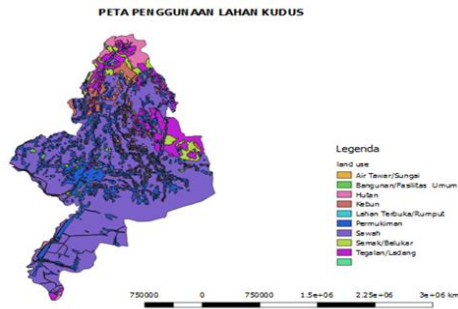 PETA PENGGUNAAN LAHAN KUDUS
Legenda
land use
Air Tawar/Sungai
Bangunan/Fasilitas Umum
Hutan
Kebun
Lahan Terbuka/Rumput
Permukiman
Sawah
Semak/Belukar
Tegalan/Ladang
750000 0 750000 1.5e+06 2.25e+06 3e+06 km